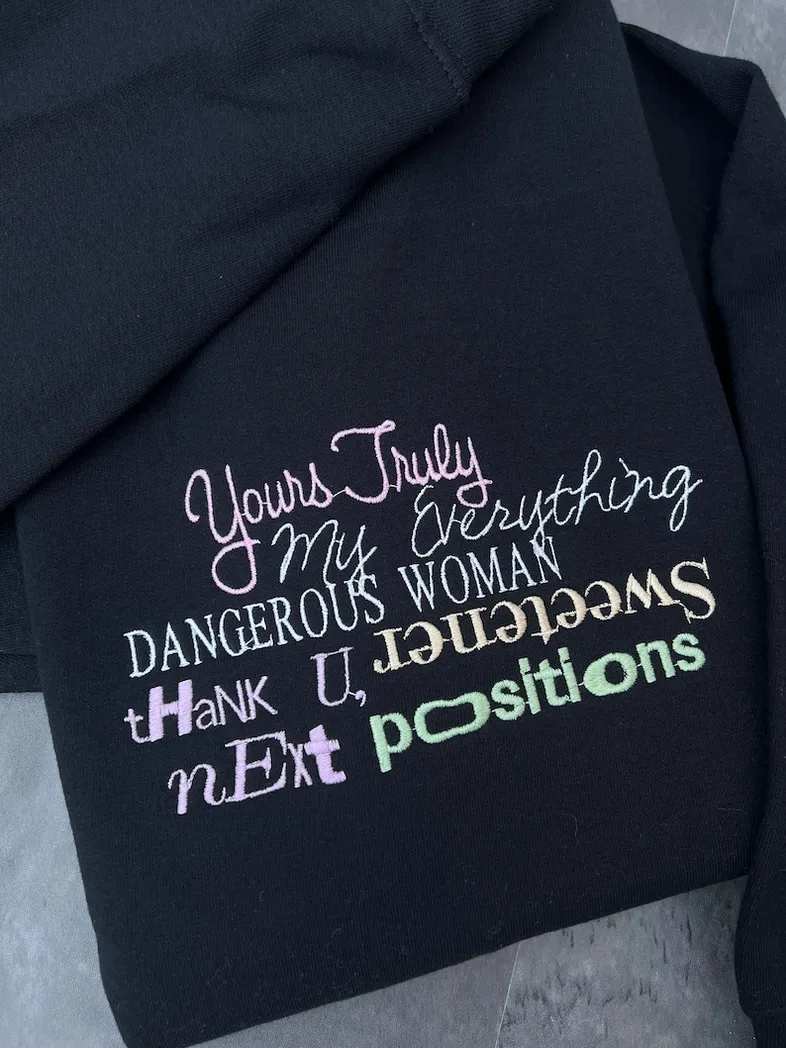 Yours Truly
My Everything
DANGEROUS WOMAN
Sweetener
tHaNK U,
nExt
positions